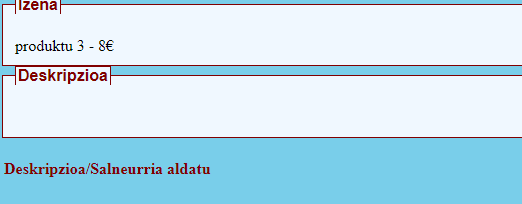 Izena
produktu 3 - 8€
Deskripzioa
Deskripzioa/Salneurria aldatu